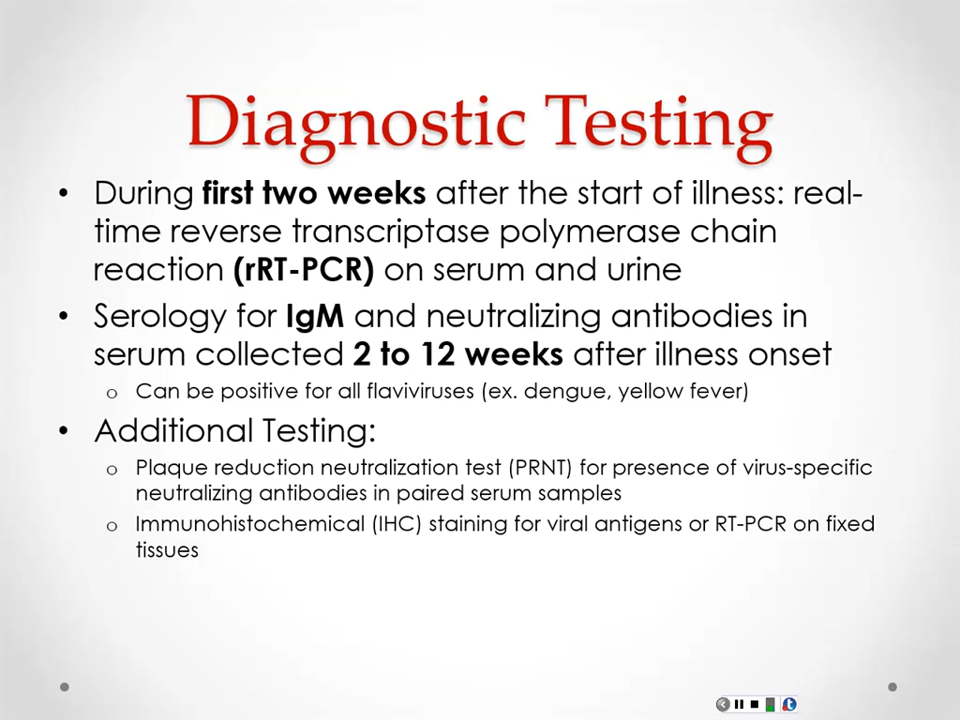 Diagnostic Testing
• During first two weeks after the start of illness: real-
time reverse transcriptase polymerase chain
reaction (rRT-PCR) on serum and urine
• Serology for IgM and neutralizing antibodies in
serum collected 2 to 12 weeks after illness onset
o Can be positive for all flaviviruses (ex. dengue, yellow fever)
• Additional Testing:
o Plaque reduction neutralization test (PRNT) for presence of virus-specific
neutralizing antibodies in paired serum samples
o Immunohistochemical (IHC) staining for viral antigens or RT-PCR on fixed
tissues